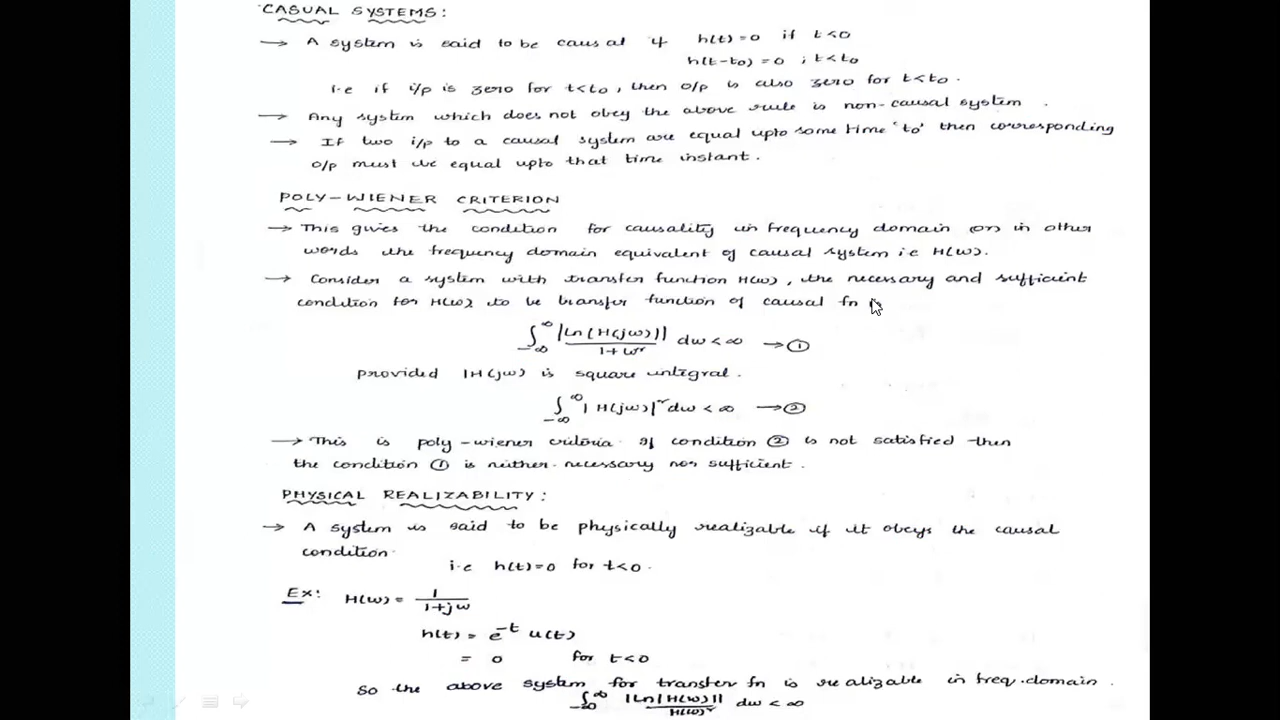 CASUAL SYSTEMS:
→ A system is said to be causal if h(t)=0 if t<0
h(t-t0)=0 ; t<t0
i.e if i/p is zero for t<t0, then o/p is also zero for t<t0.
→ Any system which does not obey the above rule is non-causal system.
→ If two i/p to a causal system are equal upto some time 't0' then corresponding
o/p must be equal upto that time instant.
POLY-WIENER CRITERION
→ This gives the condition for causality in frequency domain (or) in other
words the frequency domain equivalent of causal system i.e H(ω).
→ Consider a system with transfer function H(ω), the necessary and sufficient
condition for H(ω) to be transfer function of causal fn
∫_{-∞}^{∞} |Ln[H(jω)]| / 1+ω² dω < ∞ → ①
provided |H(jω) is square integral.
∫_{-∞}^{∞} |H(jω)|² dω < ∞ → ②
→ This is poly-wiener criteria. If condition ② is not satisfied then
the condition ① is neither necessary nor sufficient.
PHYSICAL REALIZABILITY:
→ A system is said to be physically realizable if it obeys the causal
condition.
i.e h(t)=0 for t<0.
Ex: H(ω) = 1 / 1+jω
h(t) = e^{-t} u(t)
= 0 for t<0
So the above system for transfer fn is realizable in freq.domain.
∫_{-∞}^{∞} |Ln|H(ω)|| / H(ω)² dω < ∞